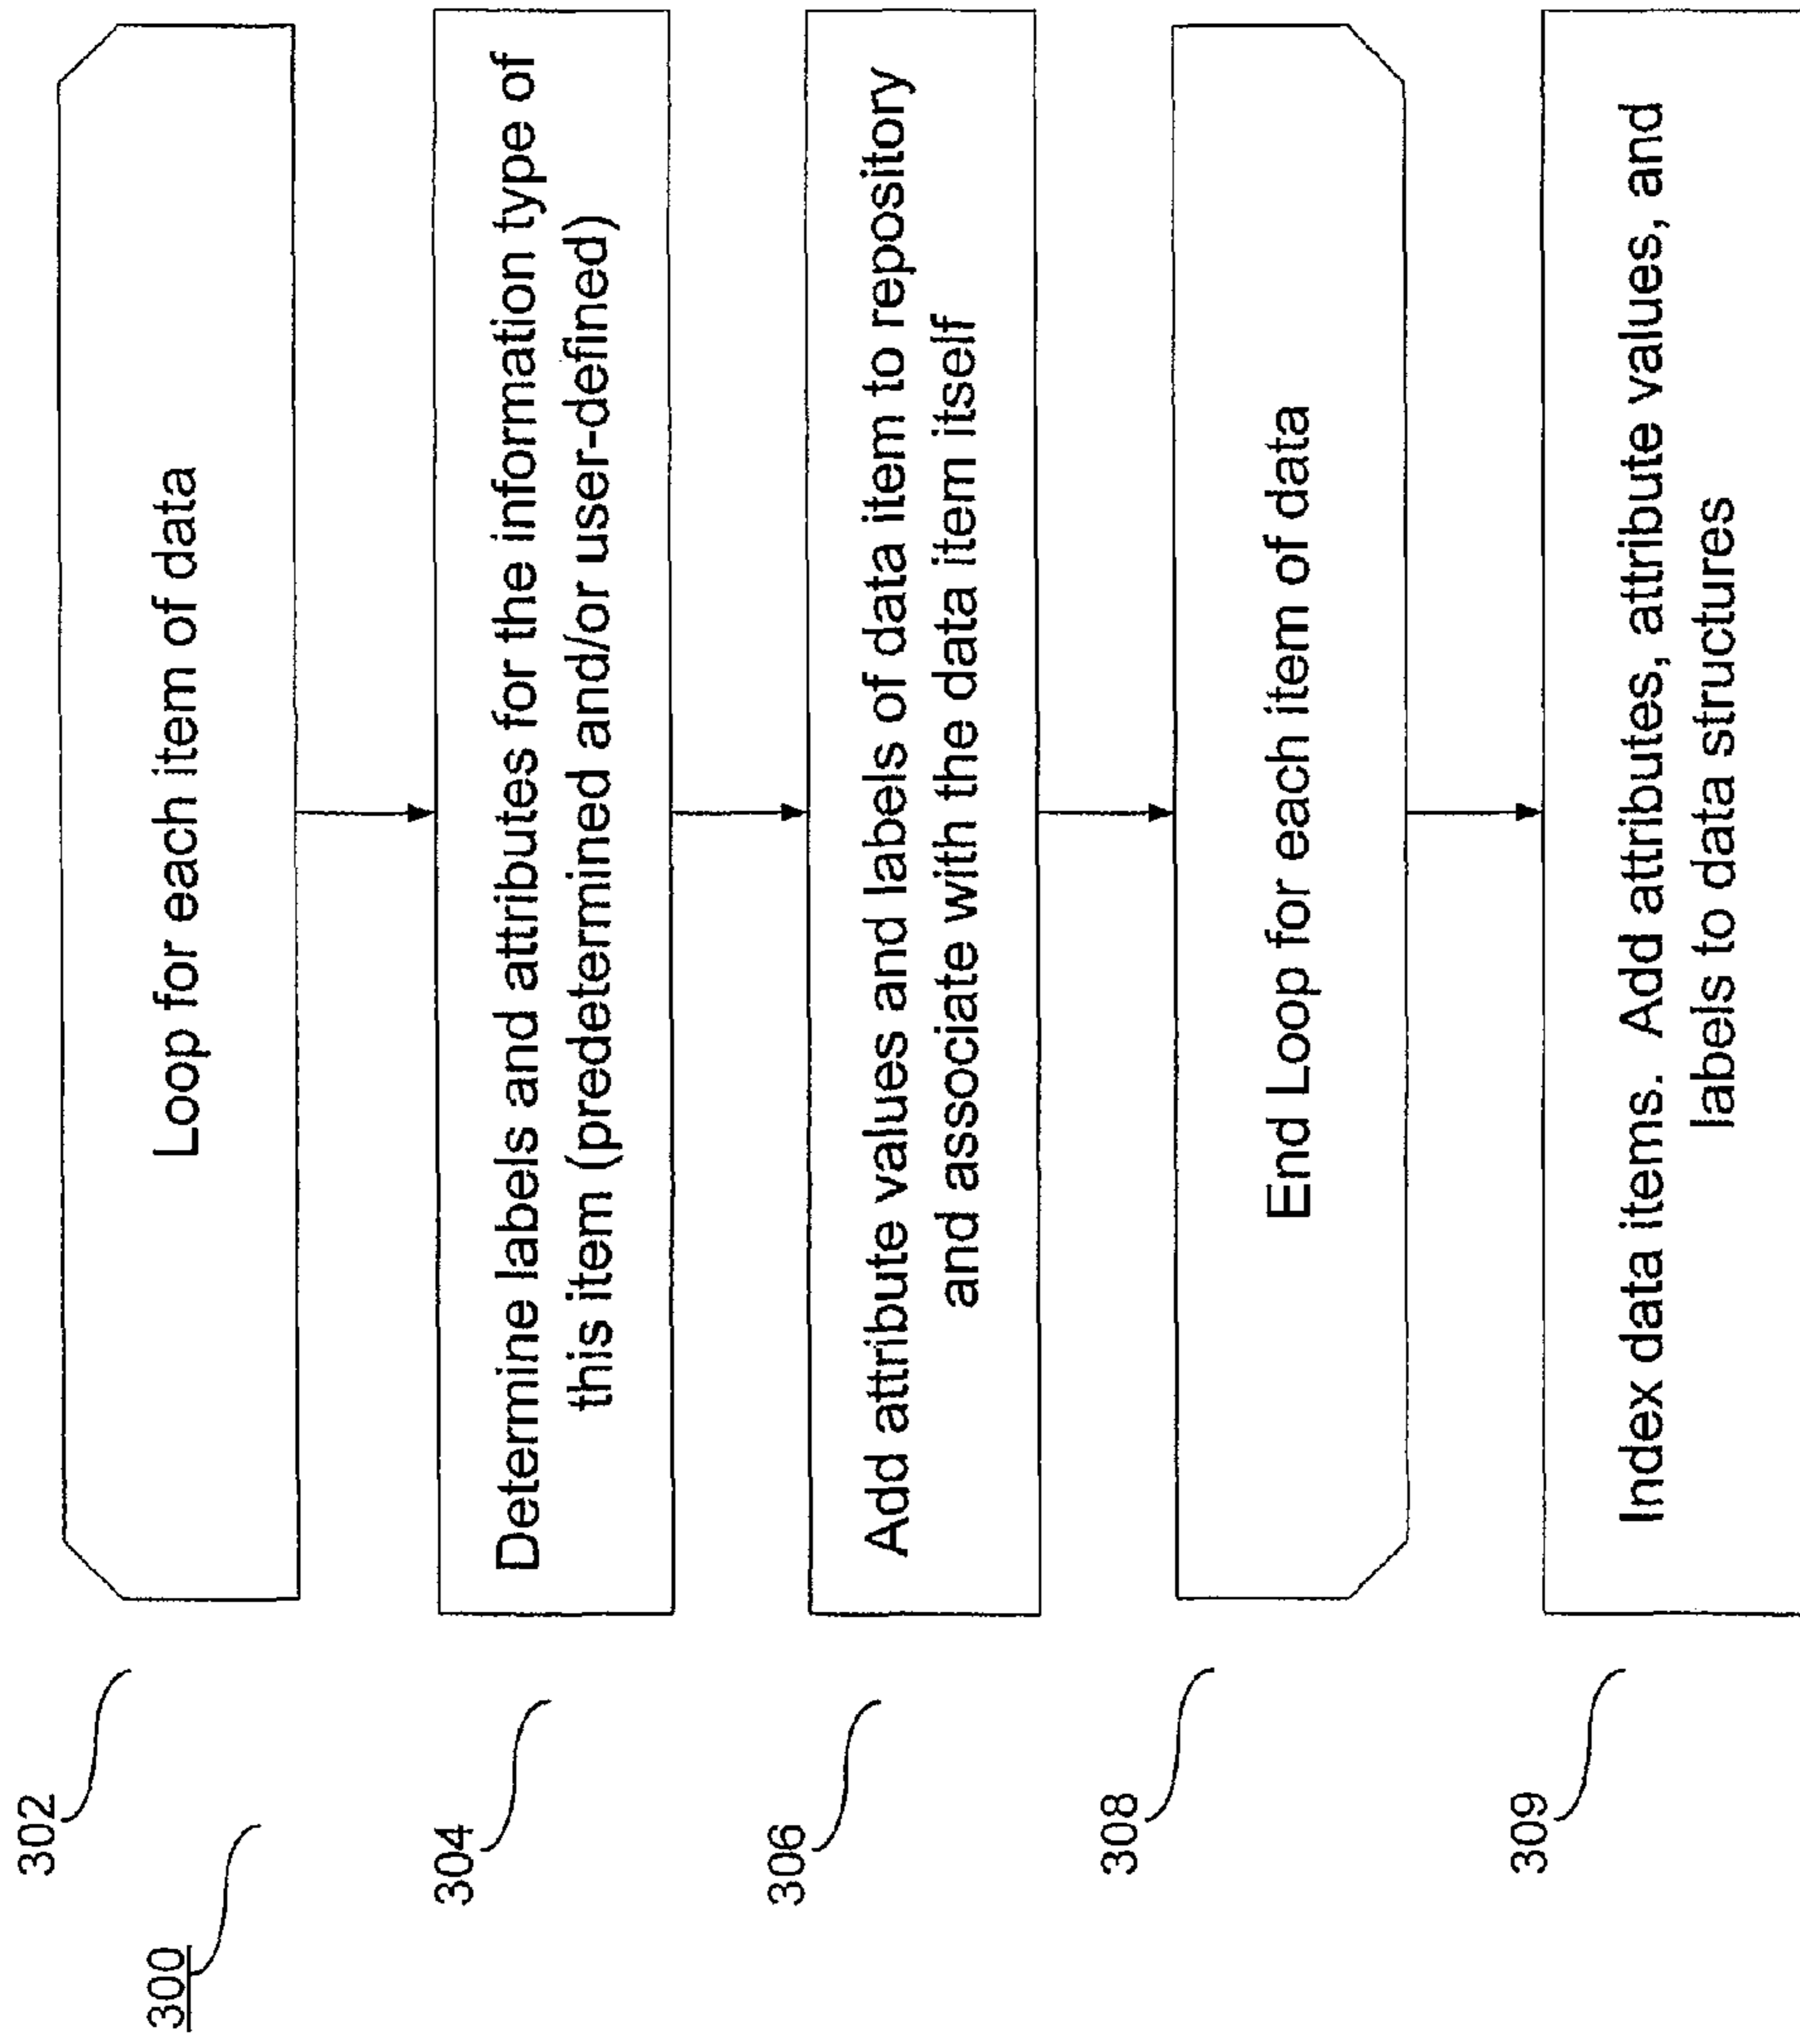 300
302
Loop for each item of data
304
Determine labels and attributes for the information type of
this item (predetermined and/or user-defined)
306
Add attribute values and labels of data item to repository
and associate with the data item itself
308
End Loop for each item of data
309
Index data items. Add attributes, attribute values, and
labels to data structures